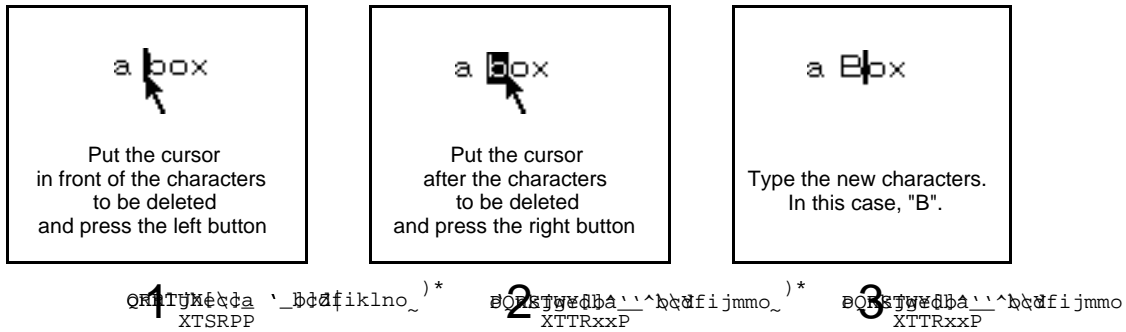 a box
Put the cursor
in front of the characters
to be deleted
and press the left button
1
a box
Put the cursor
after the characters
to be deleted
and press the right button
2
a Box
Type the new characters.
In this case, "B".
3